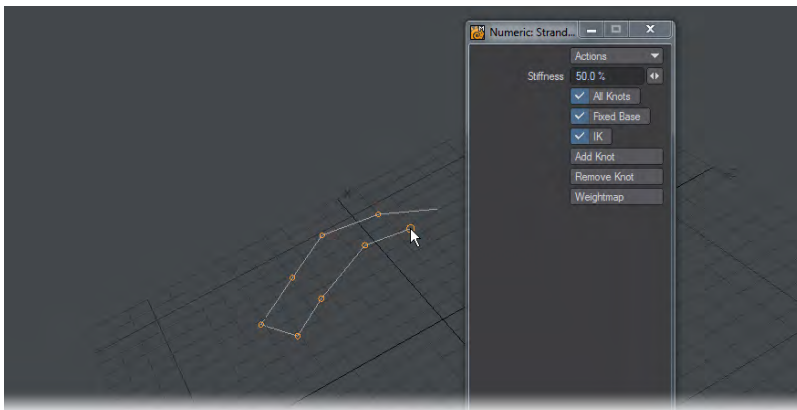 Numeric: Strand...
Actions
Stiffness 50.0 %
All Knots
Fixed Base
IK
Add Knot
Remove Knot
Weightmap